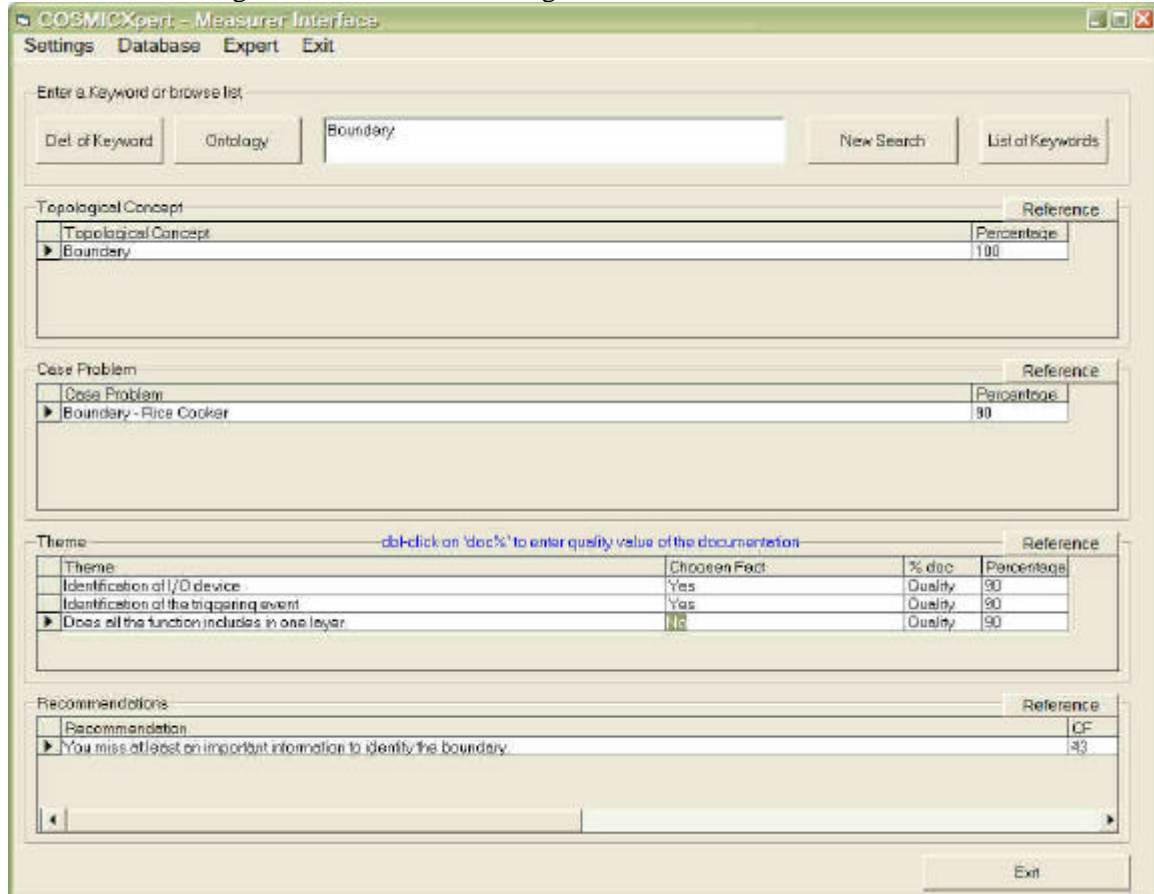 COSMICXpert - Measurer Interface
Settings Database Expert Exit
Enter a Keyword or browse list
Def. of Keyword Ontology Boundary New Search List of Keywords
Topological Concept Reference
Topological Concept Percentage
Boundary 100
Case Problem Reference
Case Problem Percentage
Boundary - Rice Cooker 90
Theme dbl-click on 'doc%' to enter quality value of the documentation Reference
Theme Choosen Fact % doc Percentage
Identification of I/O device Yes Quality 90
Identification of the triggering event Yes Quality 90
Does all the function includes in one layer. No Quality 90
Recommendations Reference
Recommendation CF
You miss at least an important information to identify the boundary. 43
Exit